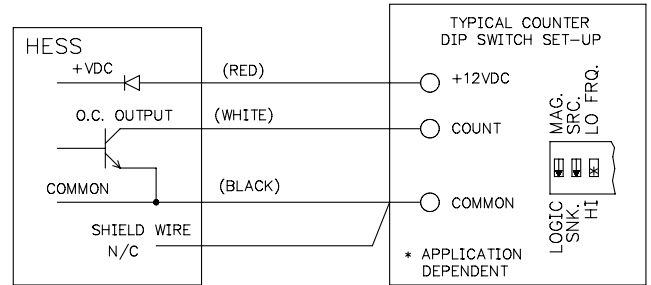 HESS
+VDC
(RED)
O.C. OUTPUT
(WHITE)
COMMON
(BLACK)
SHIELD WIRE
N/C
TYPICAL COUNTER
DIP SWITCH SET-UP
+12VDC
COUNT
COMMON
MAG.
SRC.
LO FRQ.
*
LOGIC
SNK.
HI
* APPLICATION
DEPENDENT